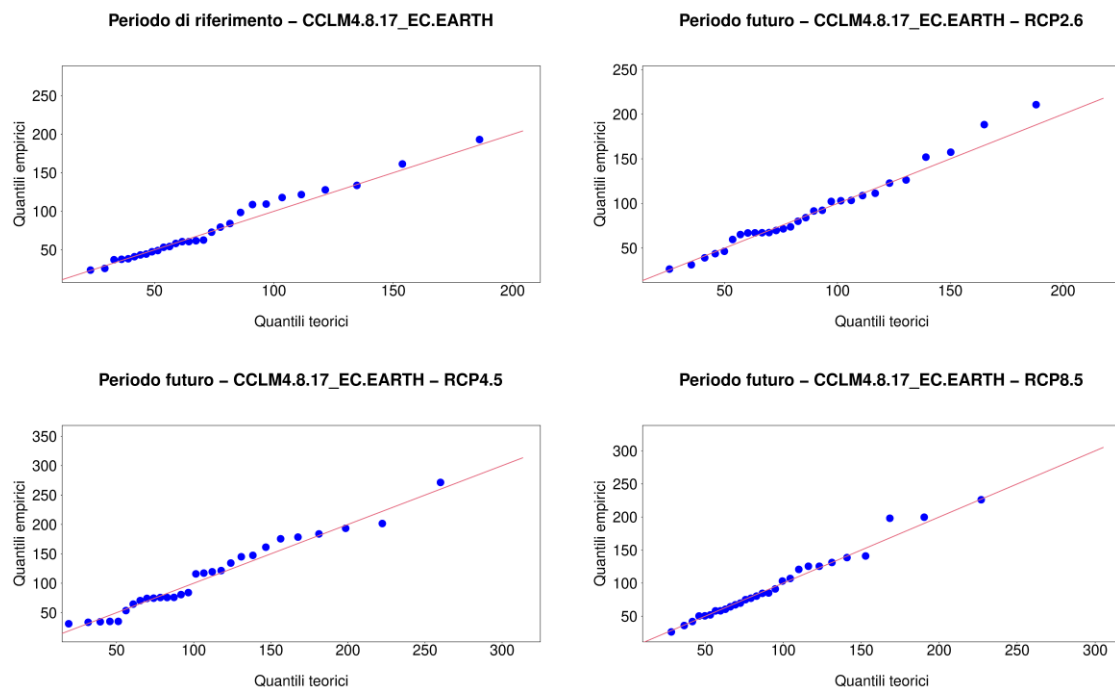 Periodo di riferimento – CCLM4.8.17_EC.EARTH
Quantili empirici
250
200
150
100
50
50 100 150 200
Quantili teorici
Periodo futuro – CCLM4.8.17_EC.EARTH – RCP2.6
Quantili empirici
250
200
150
100
50
50 100 150 200
Quantili teorici
Periodo futuro – CCLM4.8.17_EC.EARTH – RCP4.5
Quantili empirici
350
300
250
200
150
100
50
50 100 150 200 250 300
Quantili teorici
Periodo futuro – CCLM4.8.17_EC.EARTH – RCP8.5
Quantili empirici
300
250
200
150
100
50
50 100 150 200 250 300
Quantili teorici